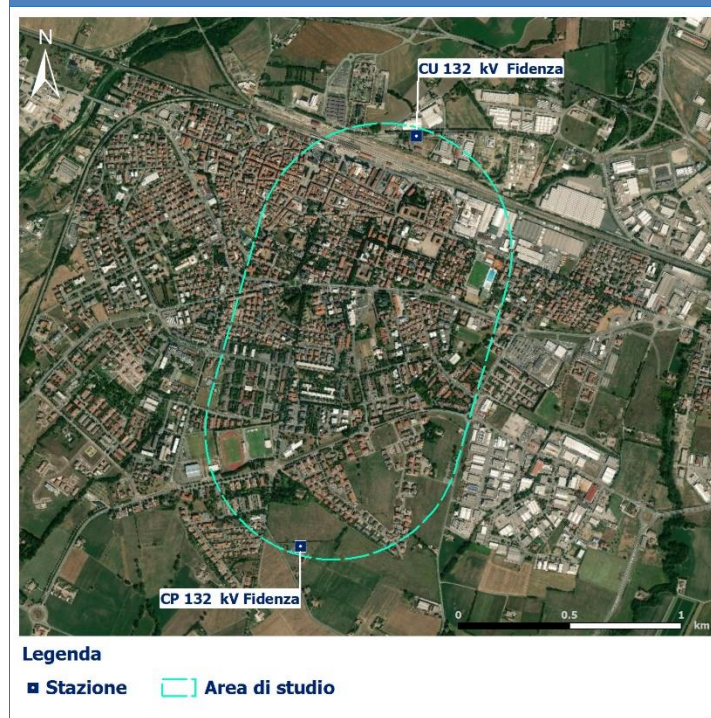 N
CU 132 kV Fidenza
CP 132 kV Fidenza
0 0.5 1
km
Legenda
Stazione Area di studio